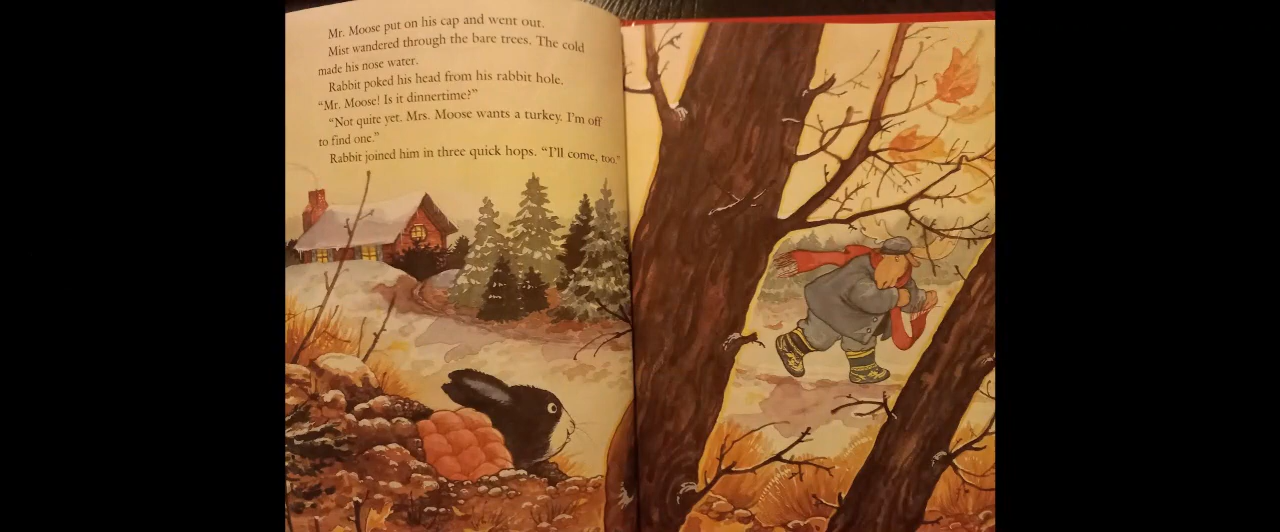 Mr. Moose put on his cap and went out.
Mist wandered through the bare trees. The cold
made his nose water.
Rabbit poked his head from his rabbit hole.
"Mr. Moose! Is it dinnertime?"
"Not quite yet. Mrs. Moose wants a turkey. I'm off
to find one."
Rabbit joined him in three quick hops. "I'll come, too."